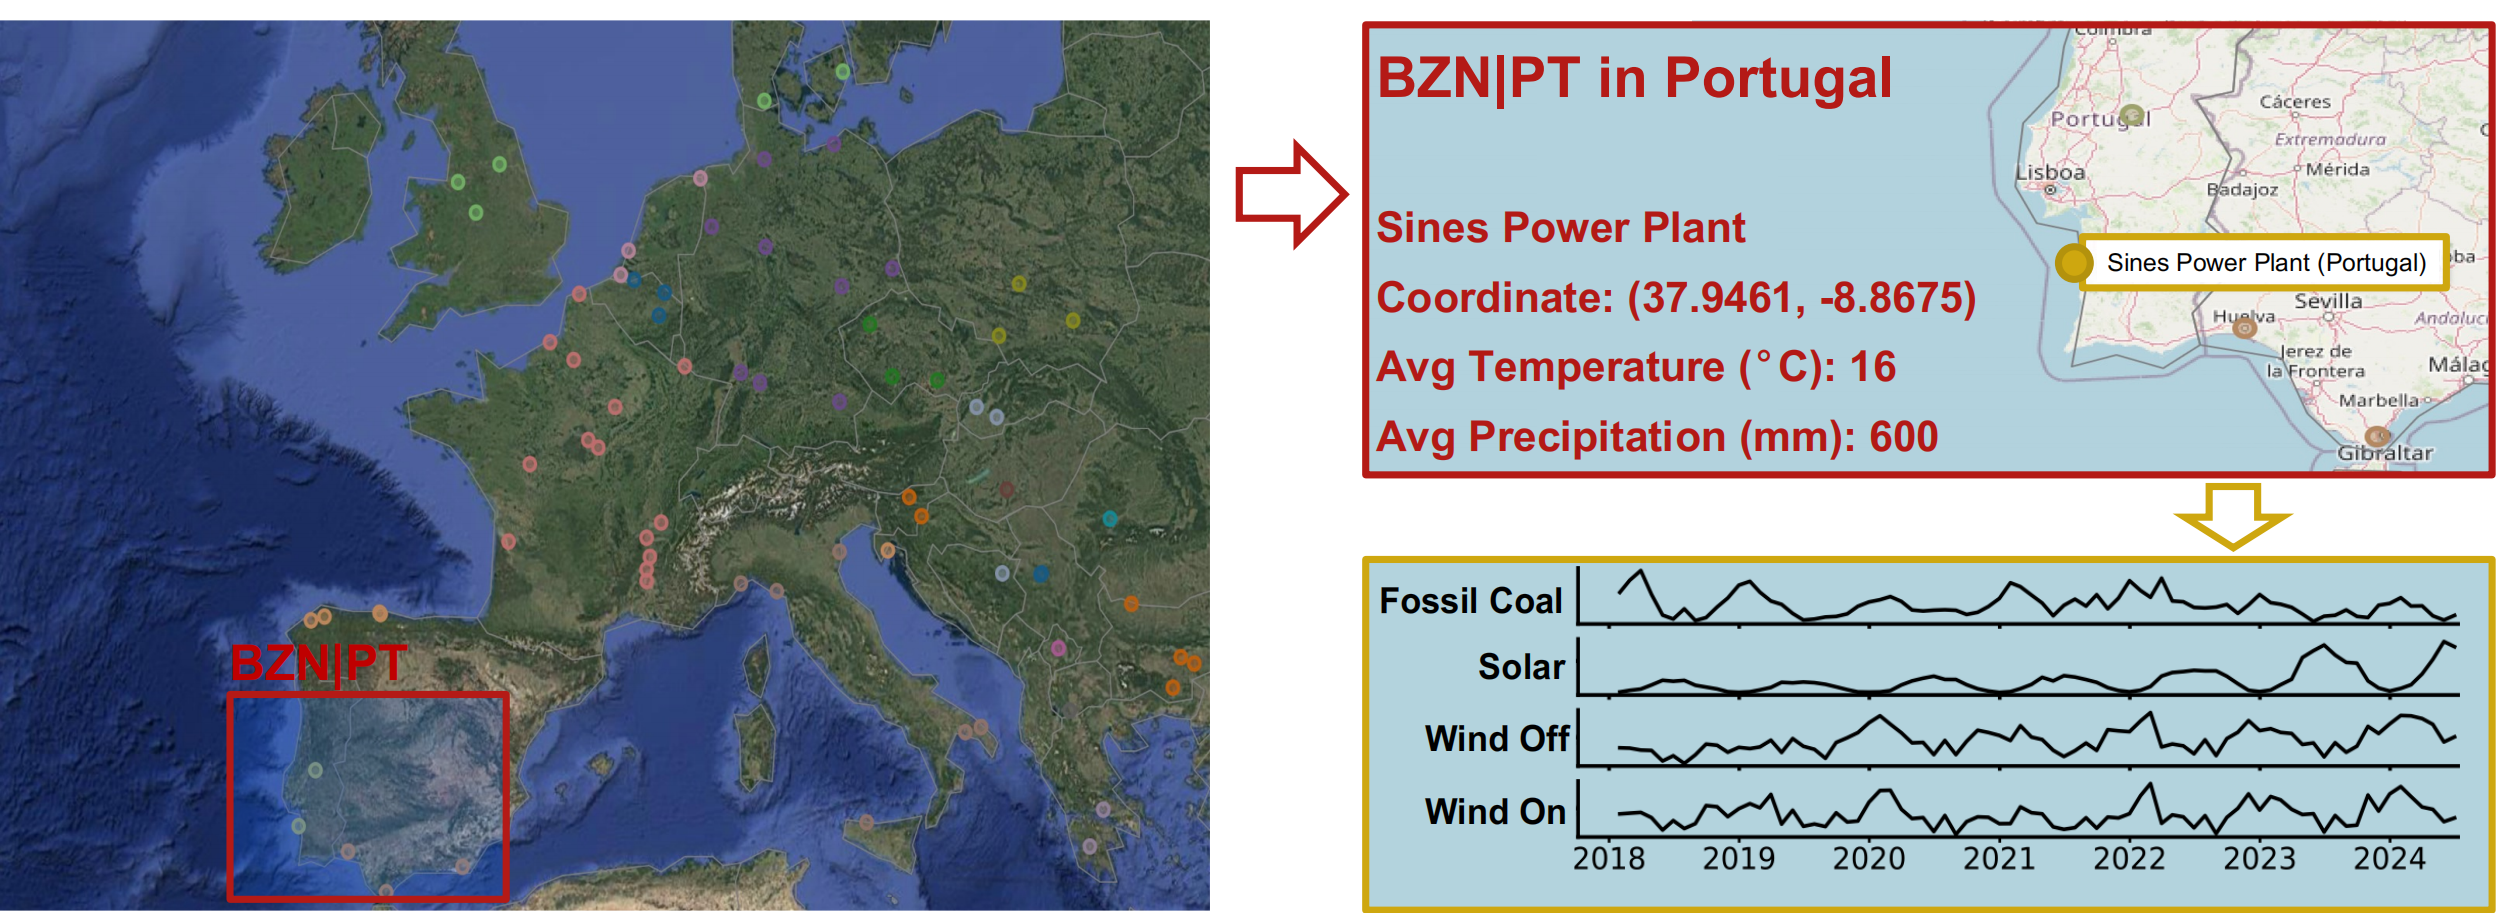 BZN|PT
BZN|PT in Portugal
Sines Power Plant
Coordinate: (37.9461, -8.8675)
Avg Temperature (°C): 16
Avg Precipitation (mm): 600
Coimbra
Portugal
Lisboa
Cáceres
Extremadura
Mérida
Badajoz
Sines Power Plant (Portugal)
Sevilla
Huelva
Jerez de
la Frontera
Marbella
Gibraltar
Fossil Coal
Solar
Wind Off
Wind On
2018 2019 2020 2021 2022 2023 2024